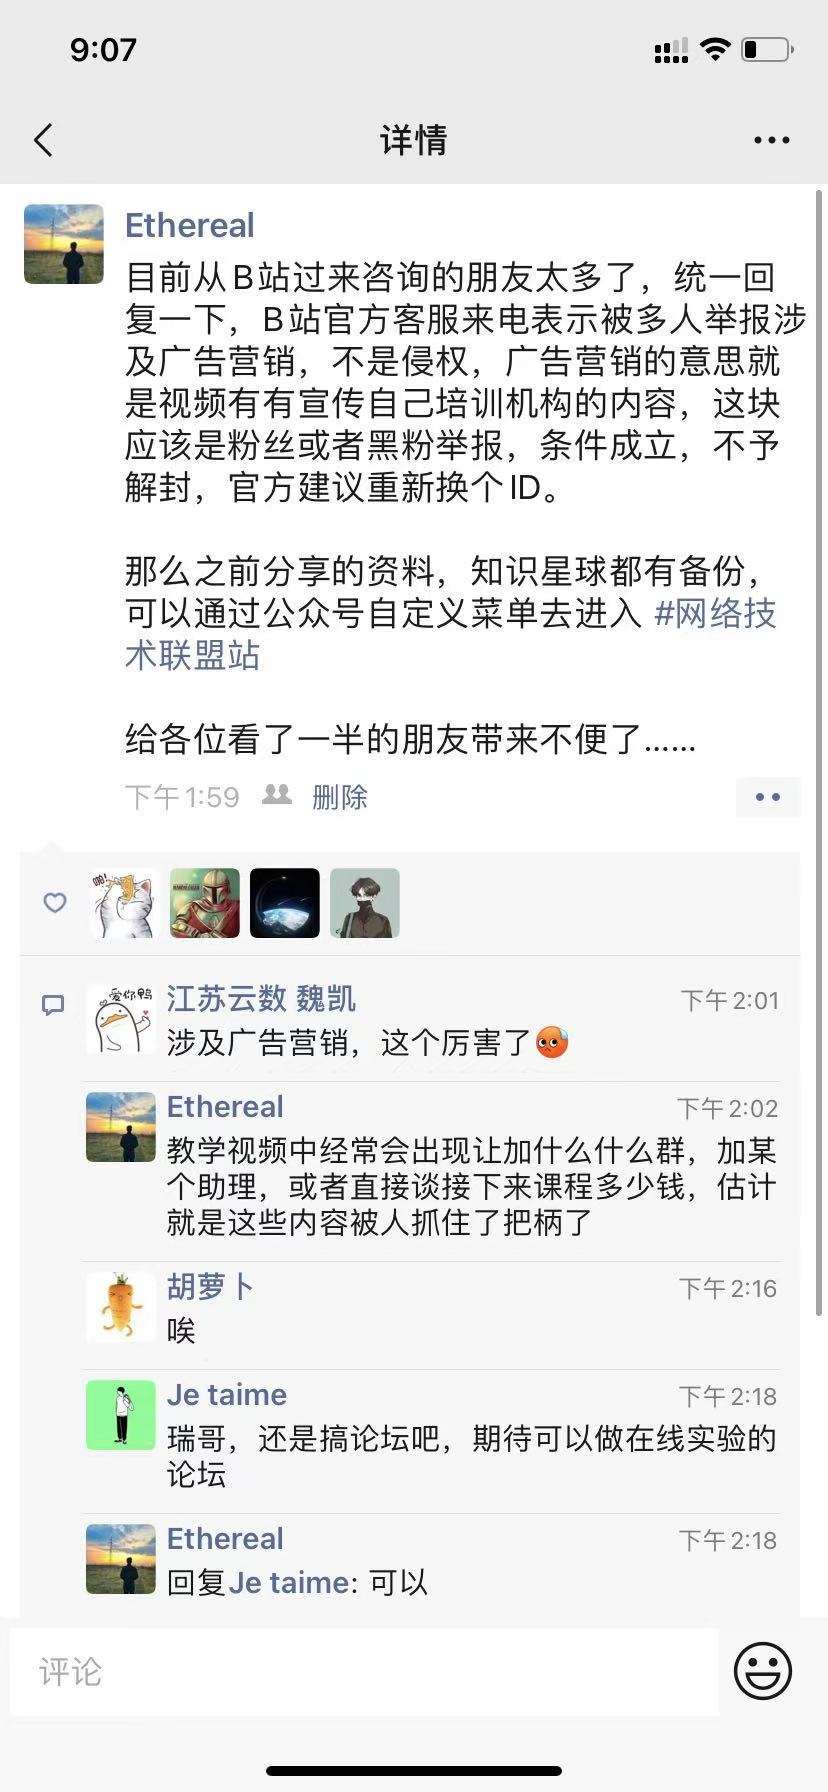 9:07
详情
Ethereal
目前从B站过来咨询的朋友太多了，统一回
复一下，B站官方客服来电表示被多人举报涉
及广告营销，不是侵权，广告营销的意思就
是视频有有宣传自己培训机构的内容，这块
应该是粉丝或者黑粉举报，条件成立，不予
解封，官方建议重新换个ID。
那么之前分享的资料，知识星球都有备份，
可以通过公众号自定义菜单去进入 #网络技
术联盟站
给各位看了一半的朋友带来不便了......
下午1:59 删除
江苏云数 魏凯 下午2:01
爱你鸭
涉及广告营销，这个厉害了
Ethereal 下午2:02
教学视频中经常会出现让加什么什么群，加某
个助理，或者直接谈接下来课程多少钱，估计
就是这些内容被人抓住了把柄了
胡萝卜 下午2:16
唉
Je taime 下午2:18
瑞哥，还是搞论坛吧，期待可以做在线实验的
论坛
Ethereal 下午2:18
回复Je taime: 可以
评论